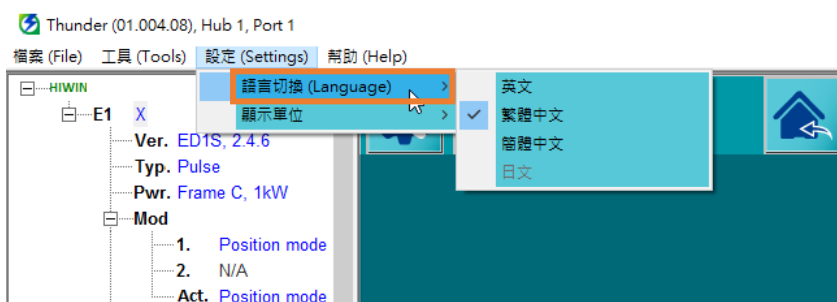 Thunder (01.004.08), Hub 1, Port 1
檔案 (File) 工具 (Tools) 設定 (Settings) 幫助 (Help)
HIWIN
語言切換 (Language)
英文
E1 X
顯示單位
繁體中文
Ver. ED1S, 2.4.6
簡體中文
Typ. Pulse
日文
Pwr. Frame C, 1kW
Mod
1. Position mode
2. N/A
Act. Position mode